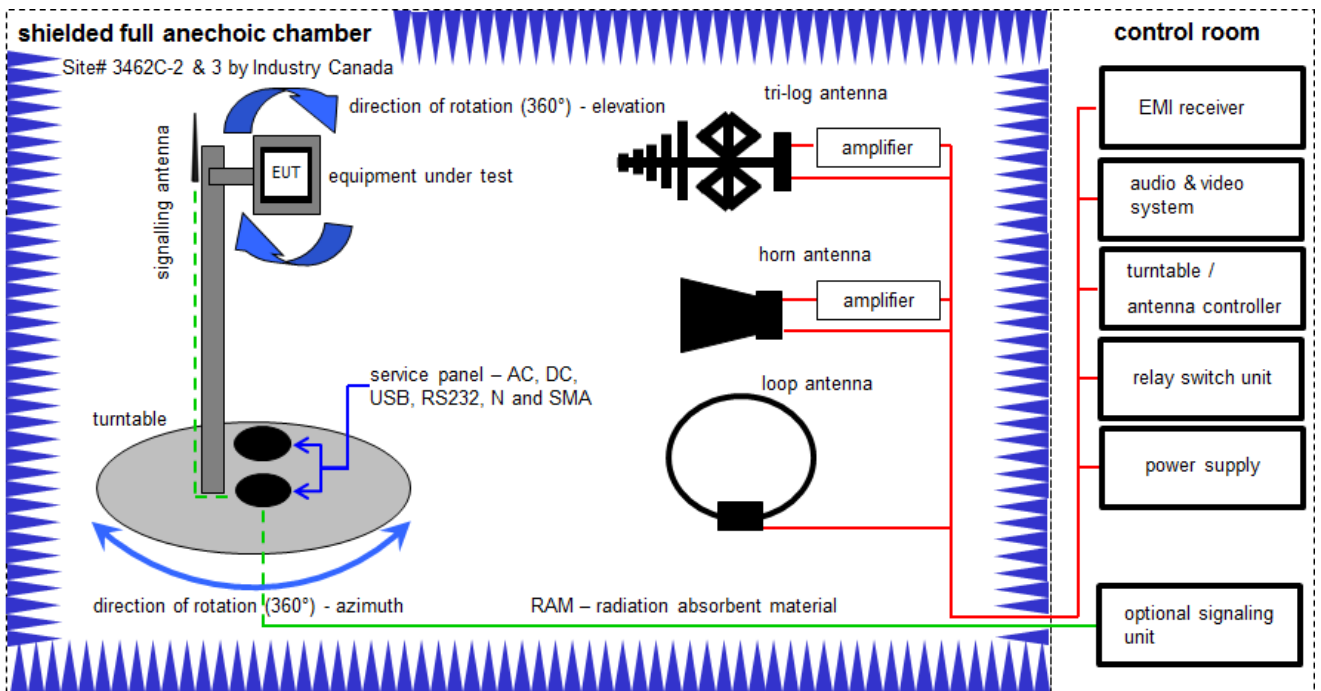 shielded full anechoic chamber
Site# 3462C-2 & 3 by Industry Canada
direction of rotation (360°) - elevation
signalling antenna
EUT
equipment under test
tri-log antenna
amplifier
horn antenna
amplifier
loop antenna
service panel – AC, DC,
USB, RS232, N and SMA
turntable
direction of rotation (360°) - azimuth
RAM – radiation absorbent material
control room
EMI receiver
audio & video
system
turntable /
antenna controller
relay switch unit
power supply
optional signaling
unit